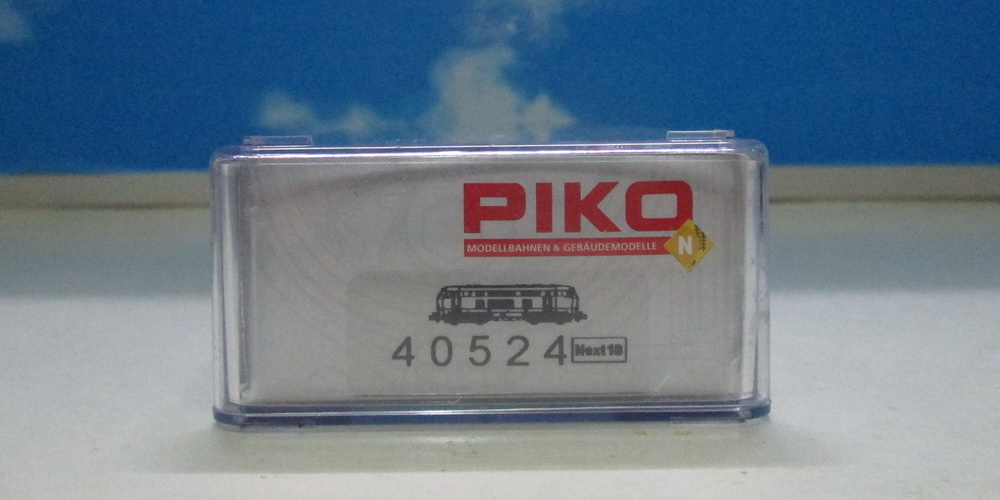 PIKO
MODELLBAHNEN & GEBÄUDEMODELLE N
40524 Next18